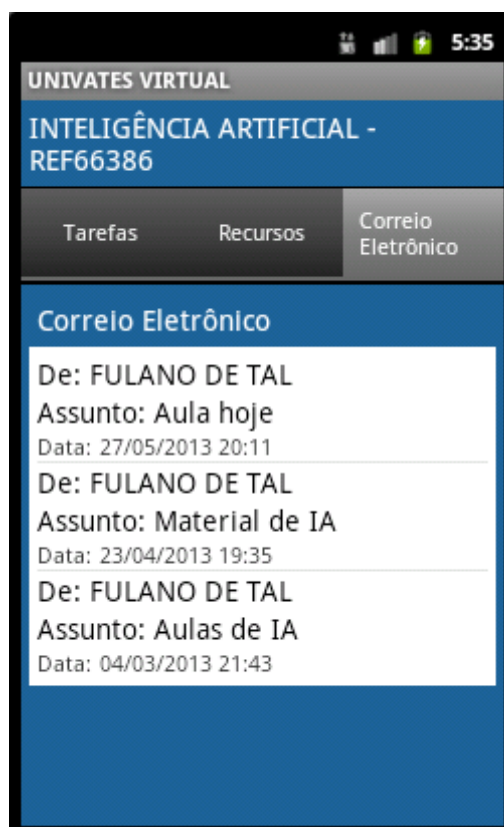 5:35
UNIVATES VIRTUAL
INTELIGÊNCIA ARTIFICIAL -
REF66386
Tarefas
Recursos
Correio
Eletrônico
Correio Eletrônico
De: FULANO DE TAL
Assunto: Aula hoje
Data: 27/05/2013 20:11
De: FULANO DE TAL
Assunto: Material de IA
Data: 23/04/2013 19:35
De: FULANO DE TAL
Assunto: Aulas de IA
Data: 04/03/2013 21:43